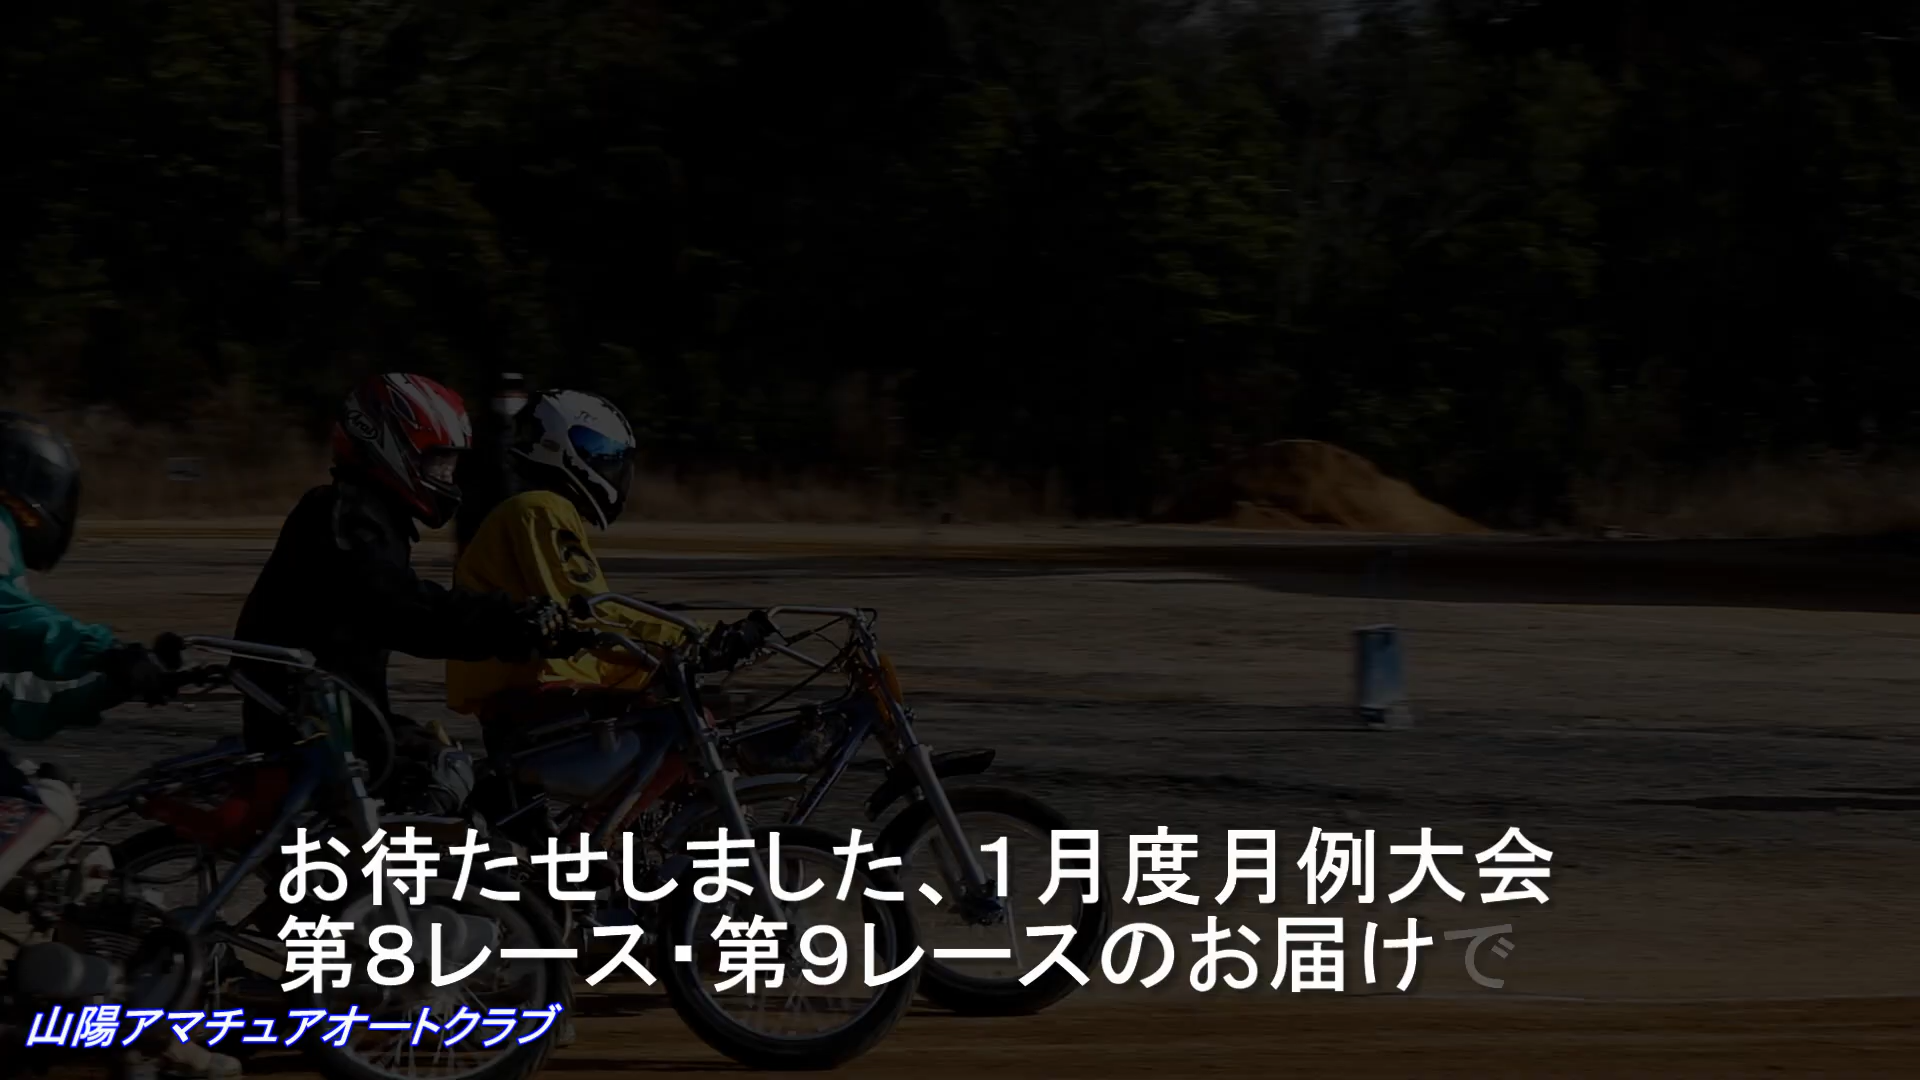 お待たせしました、1月度月例大会
第8レース・第9レースのお届けで
山陽アマチュアオートクラブ
Arai